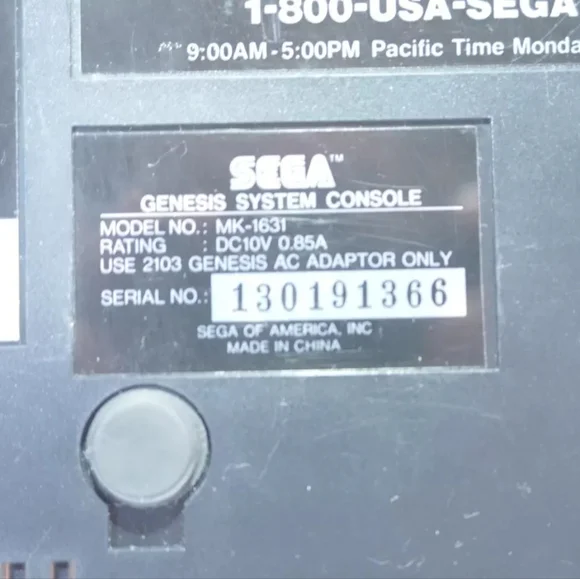 1-800-USA-SEGA
9:00AM-5:00PM Pacific Time Monda
SEGA™
GENESIS SYSTEM CONSOLE
MODEL NO.: MK-1631
RATING : DC10V 0.85A
USE 2103 GENESIS AC ADAPTOR ONLY
SERIAL NO.: 130191366
SEGA OF AMERICA, INC
MADE IN CHINA